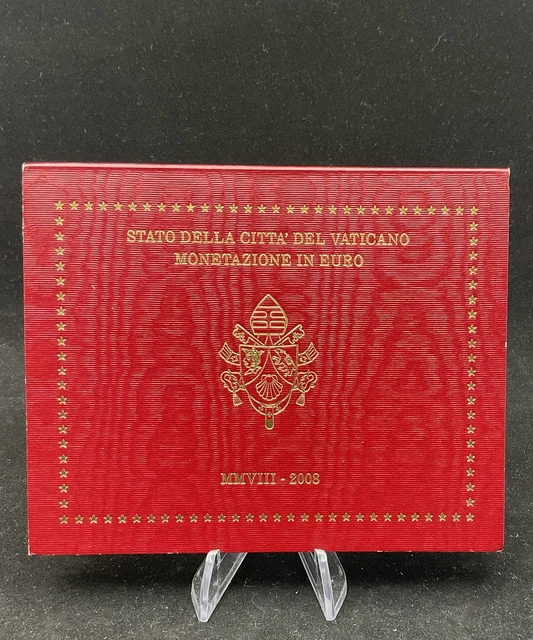 STATO DELLA CITTA' DEL VATICANO
MONETAZIONE IN EURO
MMVIII - 2008